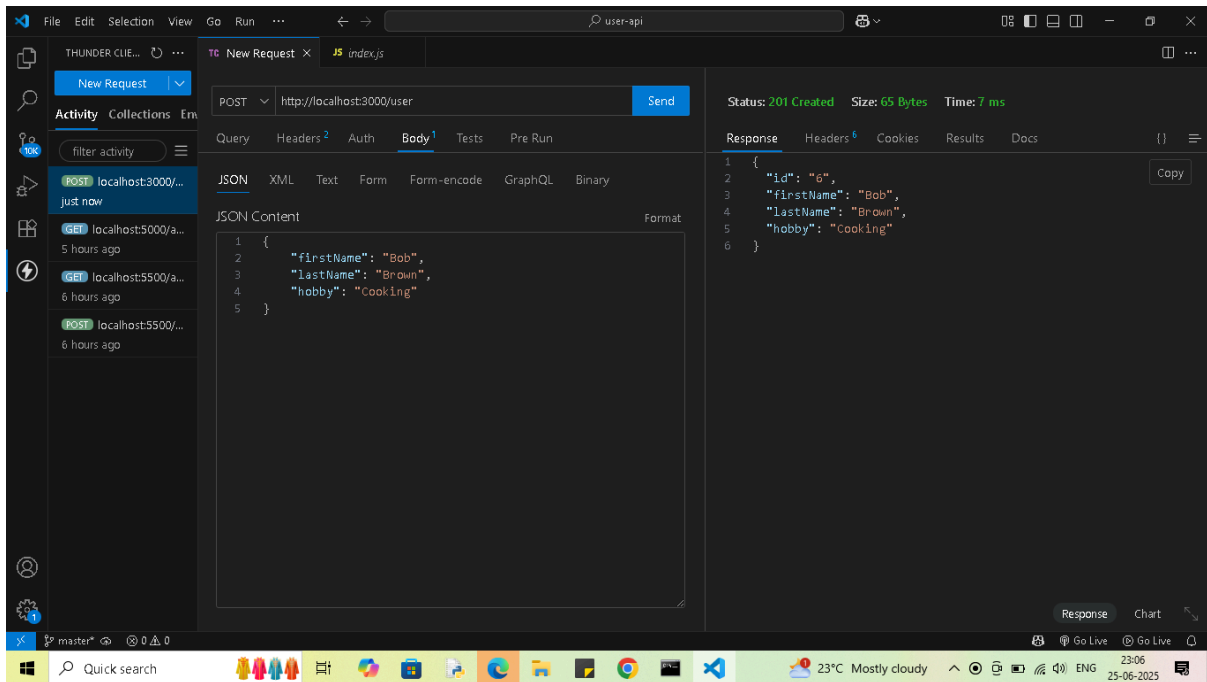 File Edit Selection View Go Run ··· user-api
THUNDER CLIE... ···
New Request
Activity Collections En
filter activity
POST localhost:3000/...
just now
GET localhost:5000/a...
5 hours ago
GET localhost:5500/a...
6 hours ago
POST localhost:5500/...
6 hours ago
10K
1
TC New Request JS index.js ···
POST http://localhost:3000/user Send
Query Headers 2 Auth Body 1 Tests Pre Run
JSON XML Text Form Form-encode GraphQL Binary
JSON Content Format
1 {
2 "firstName": "Bob",
3 "lastName": "Brown",
4 "hobby": "Cooking"
5 }
Status: 201 Created Size: 65 Bytes Time: 7 ms
Response Headers 6 Cookies Results Docs {}
1 {
2 "id": "6",
3 "firstName": "Bob",
4 "lastName": "Brown",
5 "hobby": "Cooking"
6 }
Copy
Response Chart
master* 0 0 Go Live Go Live
Quick search 1 23°C Mostly cloudy ENG 23:06
25-06-2025